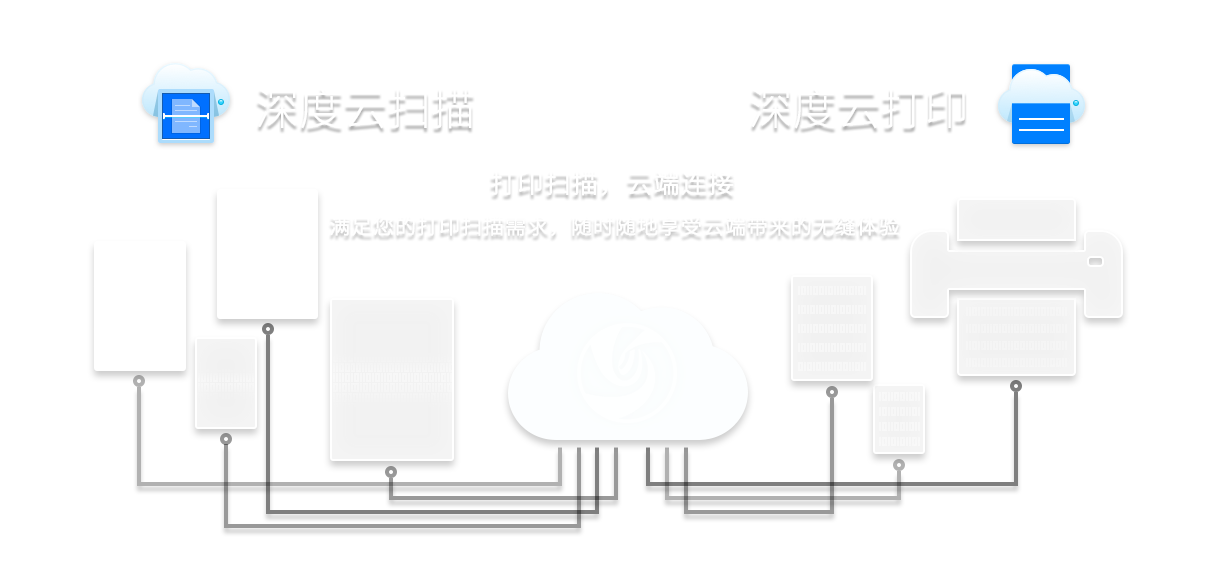 深度云扫描
深度云打印
打印扫描，云端连接
满足您的打印扫描需求，随时随地享受云端带来的无缝体验